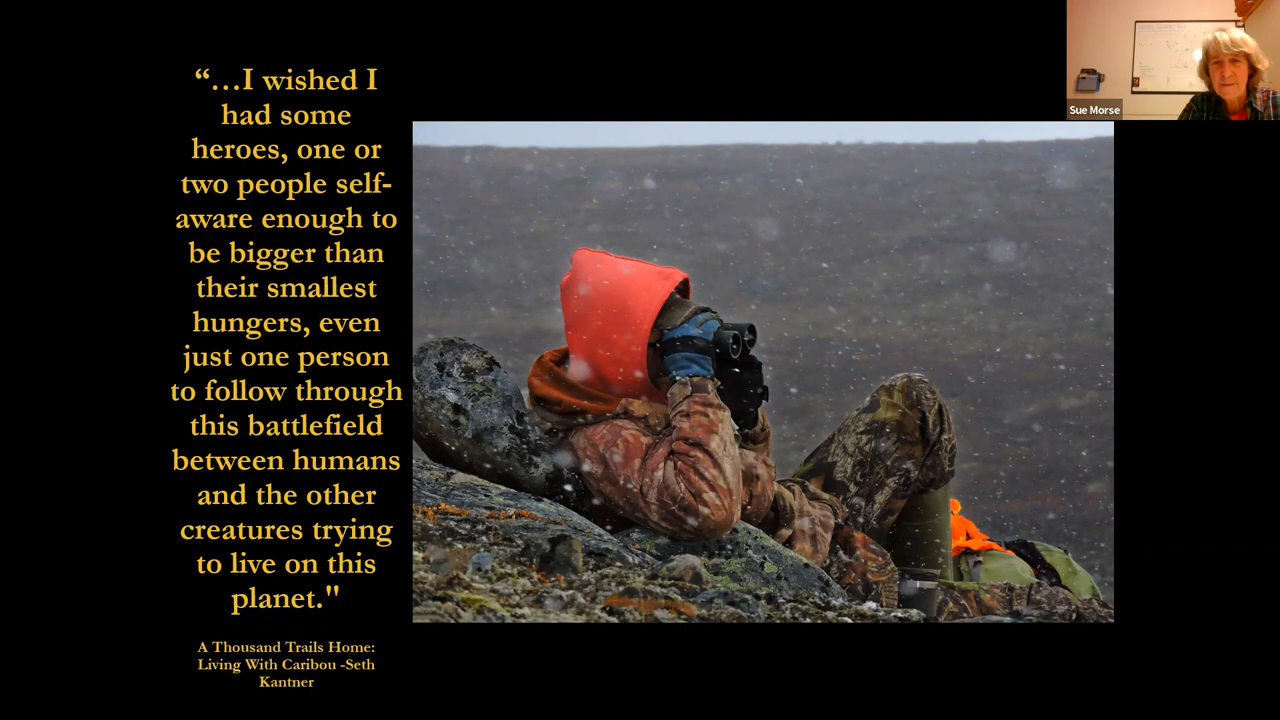 “…I wished I
had some
heroes, one or
two people self-
aware enough to
be bigger than
their smallest
hungers, even
just one person
to follow through
this battlefield
between humans
and the other
creatures trying
to live on this
planet."
A Thousand Trails Home:
Living With Caribou -Seth
Kantner
Sue Morse